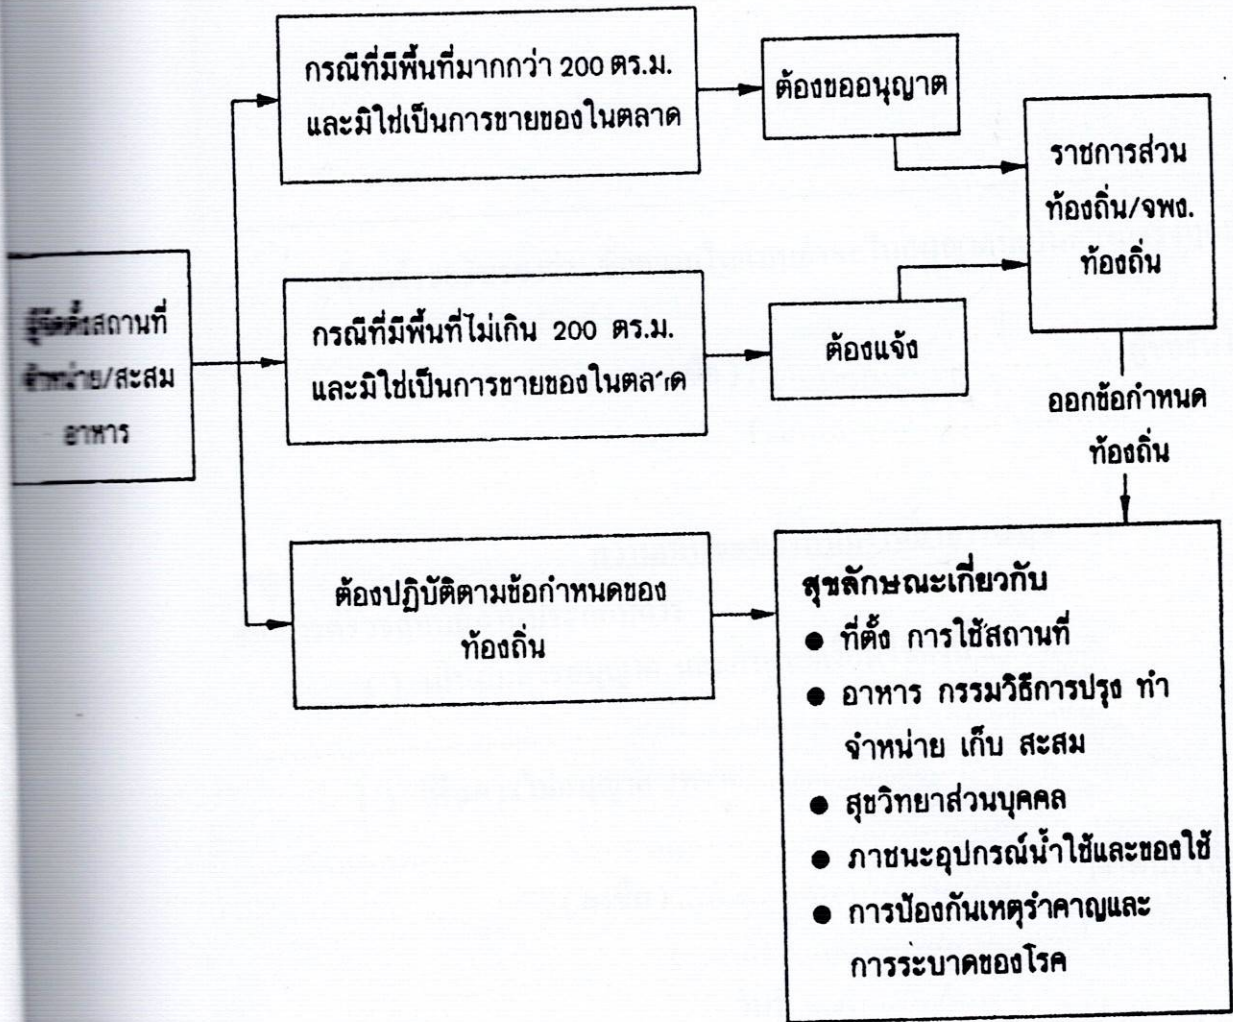 กรณีที่มีพื้นที่มากกว่า 200 ตร.ม.
และมิใช่เป็นการขายของในตลาด
ต้องขออนุญาต
ราชการส่วน
ท้องถิ่น/จพง.
ท้องถิ่น
ผู้จัดตั้งสถานที่
จำหน่าย/สะสม
อาหาร
กรณีที่มีพื้นที่ไม่เกิน 200 ตร.ม.
และมิใช่เป็นการขายของในตลาด
ต้องแจ้ง
ออกข้อกำหนด
ท้องถิ่น
ต้องปฏิบัติตามข้อกำหนดของ
ท้องถิ่น
สุขลักษณะเกี่ยวกับ
● ที่ตั้ง การใช้สถานที่
● อาหาร กรรมวิธีการปรุง ทำ
จำหน่าย เก็บ สะสม
● สุขวิทยาส่วนบุคคล
● ภาชนะอุปกรณ์น้ำใช้และของใช้
● การป้องกันเหตุรำคาญและ
การระบาดของโรค